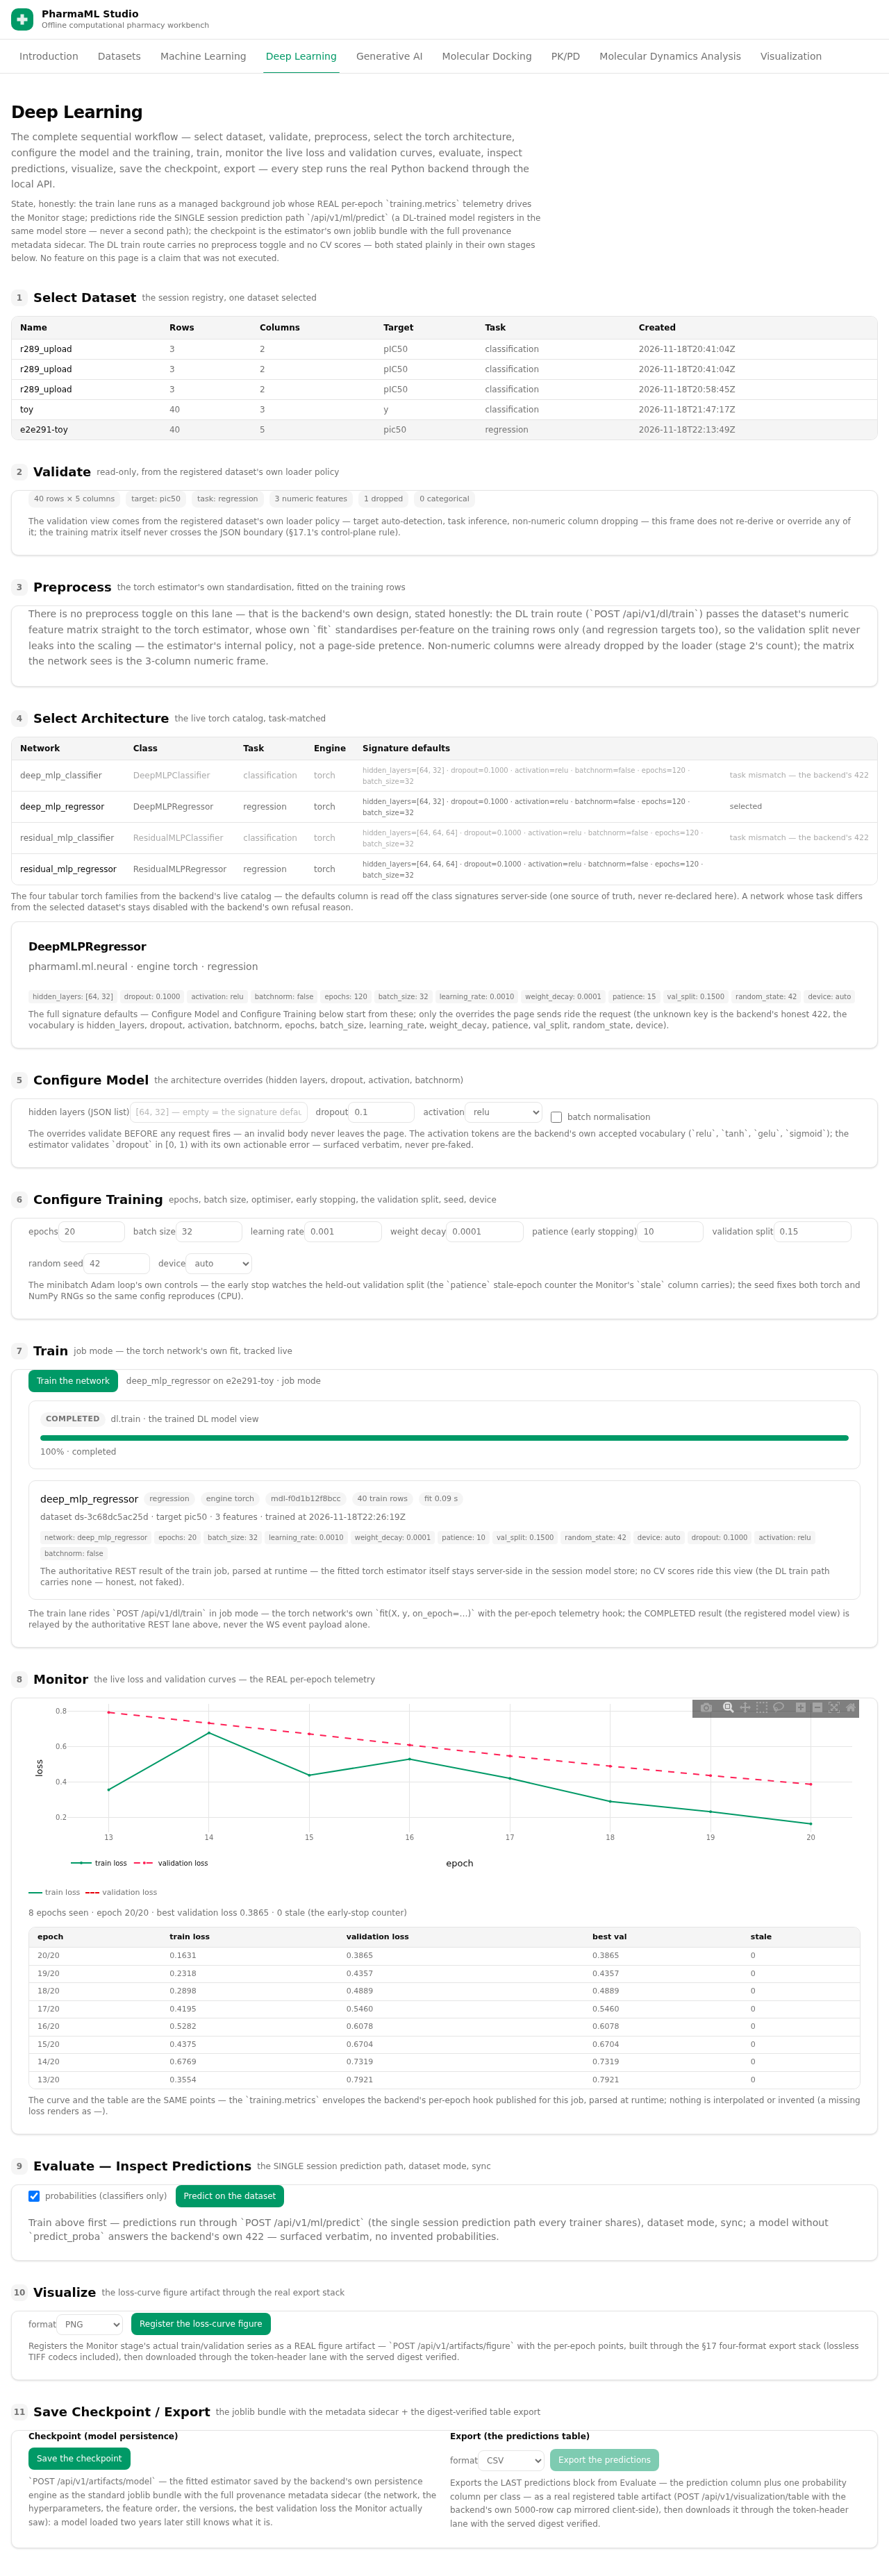 PharmaML Studio
Offline computational pharmacy workbench
Introduction Datasets Machine Learning Deep Learning Generative AI Molecular Docking PK/PD Molecular Dynamics Analysis Visualization
Deep Learning
The complete sequential workflow — select dataset, validate, preprocess, select the torch architecture,
configure the model and the training, train, monitor the live loss and validation curves, evaluate, inspect
predictions, visualize, save the checkpoint, export — every step runs the real Python backend through the
local API.
State, honestly: the train lane runs as a managed background job whose REAL per-epoch `training.metrics` telemetry drives
the Monitor stage; predictions ride the SINGLE session prediction path `/api/v1/ml/predict` (a DL-trained model registers in the
same model store — never a second path); the checkpoint is the estimator's own joblib bundle with the full provenance
metadata sidecar. The DL train route carries no preprocess toggle and no CV scores — both stated plainly in their own stages
below. No feature on this page is a claim that was not executed.
1 Select Dataset the session registry, one dataset selected
Name Rows Columns Target Task Created
r289_upload 3 2 pIC50 classification 2026-11-18T20:41:04Z
r289_upload 3 2 pIC50 classification 2026-11-18T20:41:04Z
r289_upload 3 2 pIC50 classification 2026-11-18T20:58:45Z
toy 40 3 y classification 2026-11-18T21:47:17Z
e2e291-toy 40 5 pic50 regression 2026-11-18T22:13:49Z
2 Validate read-only, from the registered dataset's own loader policy
40 rows × 5 columns target: pic50 task: regression 3 numeric features 1 dropped 0 categorical
The validation view comes from the registered dataset's own loader policy — target auto-detection, task inference, non-numeric column dropping — this frame does not re-derive or override any of
it; the training matrix itself never crosses the JSON boundary (§17.1's control-plane rule).
3 Preprocess the torch estimator's own standardisation, fitted on the training rows
There is no preprocess toggle on this lane — that is the backend's own design, stated honestly: the DL train route (`POST /api/v1/dl/train`) passes the dataset's numeric
feature matrix straight to the torch estimator, whose own `fit` standardises per-feature on the training rows only (and regression targets too), so the validation split never
leaks into the scaling — the estimator's internal policy, not a page-side pretence. Non-numeric columns were already dropped by the loader (stage 2's count); the matrix
the network sees is the 3-column numeric frame.
4 Select Architecture the live torch catalog, task-matched
Network Class Task Engine Signature defaults
deep_mlp_classifier DeepMLPClassifier classification torch hidden_layers=[64, 32] · dropout=0.1000 · activation=relu · batchnorm=false · epochs=120 · task mismatch — the backend's 422
batch_size=32
deep_mlp_regressor DeepMLPRegressor regression torch hidden_layers=[64, 32] · dropout=0.1000 · activation=relu · batchnorm=false · epochs=120 · selected
batch_size=32
residual_mlp_classifier ResidualMLPClassifier classification torch hidden_layers=[64, 64, 64] · dropout=0.1000 · activation=relu · batchnorm=false · epochs=120 · task mismatch — the backend's 422
batch_size=32
residual_mlp_regressor ResidualMLPRegressor regression torch hidden_layers=[64, 64, 64] · dropout=0.1000 · activation=relu · batchnorm=false · epochs=120 ·
batch_size=32
The four tabular torch families from the backend's live catalog — the defaults column is read off the class signatures server-side (one source of truth, never re-declared here). A network whose task differs
from the selected dataset's stays disabled with the backend's own refusal reason.
DeepMLPRegressor
pharmaml.ml.neural · engine torch · regression
hidden_layers: [64, 32] dropout: 0.1000 activation: relu batchnorm: false epochs: 120 batch_size: 32 learning_rate: 0.0010 weight_decay: 0.0001 patience: 15 val_split: 0.1500 random_state: 42 device: auto
The full signature defaults — Configure Model and Configure Training below start from these; only the overrides the page sends ride the request (the unknown key is the backend's honest 422, the
vocabulary is hidden_layers, dropout, activation, batchnorm, epochs, batch_size, learning_rate, weight_decay, patience, val_split, random_state, device).
5 Configure Model the architecture overrides (hidden layers, dropout, activation, batchnorm)
hidden layers (JSON list) [64, 32] — empty = the signature defau dropout 0.1 activation relu batch normalisation
The overrides validate BEFORE any request fires — an invalid body never leaves the page. The activation tokens are the backend's own accepted vocabulary (`relu`, `tanh`, `gelu`, `sigmoid`); the
estimator validates `dropout` in [0, 1) with its own actionable error — surfaced verbatim, never pre-faked.
6 Configure Training epochs, batch size, optimiser, early stopping, the validation split, seed, device
epochs 20 batch size 32 learning rate 0.001 weight decay 0.0001 patience (early stopping) 10 validation split 0.15
random seed 42 device auto
The minibatch Adam loop's own controls — the early stop watches the held-out validation split (the `patience` stale-epoch counter the Monitor's `stale` column carries); the seed fixes both torch and
NumPy RNGs so the same config reproduces (CPU).
7 Train job mode — the torch network's own fit, tracked live
Train the network deep_mlp_regressor on e2e291-toy · job mode
COMPLETED dl.train · the trained DL model view
100% · completed
deep_mlp_regressor regression engine torch mdl-f0d1b12f8bcc 40 train rows fit 0.09 s
dataset ds-3c68dc5ac25d · target pic50 · 3 features · trained at 2026-11-18T22:26:19Z
network: deep_mlp_regressor epochs: 20 batch_size: 32 learning_rate: 0.0010 weight_decay: 0.0001 patience: 10 val_split: 0.1500 random_state: 42 device: auto dropout: 0.1000 activation: relu
batchnorm: false
The authoritative REST result of the train job, parsed at runtime — the fitted torch estimator itself stays server-side in the session model store; no CV scores ride this view (the DL train path
carries none — honest, not faked).
The train lane rides `POST /api/v1/dl/train` in job mode — the torch network's own `fit(X, y, on_epoch=…)` with the per-epoch telemetry hook; the COMPLETED result (the registered model view) is
relayed by the authoritative REST lane above, never the WS event payload alone.
8 Monitor the live loss and validation curves — the REAL per-epoch telemetry
0.8
0.6
0.4
0.2
loss
13 14 15 16 17 18 19 20
train loss validation loss epoch
train loss validation loss
8 epochs seen · epoch 20/20 · best validation loss 0.3865 · 0 stale (the early-stop counter)
epoch train loss validation loss best val stale
20/20 0.1631 0.3865 0.3865 0
19/20 0.2318 0.4357 0.4357 0
18/20 0.2898 0.4889 0.4889 0
17/20 0.4195 0.5460 0.5460 0
16/20 0.5282 0.6078 0.6078 0
15/20 0.4375 0.6704 0.6704 0
14/20 0.6769 0.7319 0.7319 0
13/20 0.3554 0.7921 0.7921 0
The curve and the table are the SAME points — the `training.metrics` envelopes the backend's per-epoch hook published for this job, parsed at runtime; nothing is interpolated or invented (a missing
loss renders as —).
9 Evaluate — Inspect Predictions the SINGLE session prediction path, dataset mode, sync
probabilities (classifiers only) Predict on the dataset
Train above first — predictions run through `POST /api/v1/ml/predict` (the single session prediction path every trainer shares), dataset mode, sync; a model without
`predict_proba` answers the backend's own 422 — surfaced verbatim, no invented probabilities.
10 Visualize the loss-curve figure artifact through the real export stack
format PNG Register the loss-curve figure
Registers the Monitor stage's actual train/validation series as a REAL figure artifact — `POST /api/v1/artifacts/figure` with the per-epoch points, built through the §17 four-format export stack (lossless
TIFF codecs included), then downloaded through the token-header lane with the served digest verified.
11 Save Checkpoint / Export the joblib bundle with the metadata sidecar + the digest-verified table export
Checkpoint (model persistence)
Save the checkpoint
`POST /api/v1/artifacts/model` — the fitted estimator saved by the backend's own persistence
engine as the standard joblib bundle with the full provenance metadata sidecar (the network, the
hyperparameters, the feature order, the versions, the best validation loss the Monitor actually
saw): a model loaded two years later still knows what it is.
Export (the predictions table)
format CSV Export the predictions
Exports the LAST predictions block from Evaluate — the prediction column plus one probability
column per class — as a real registered table artifact (POST /api/v1/visualization/table with the
backend's own 5000-row cap mirrored client-side), then downloads it through the token-header
lane with the served digest verified.